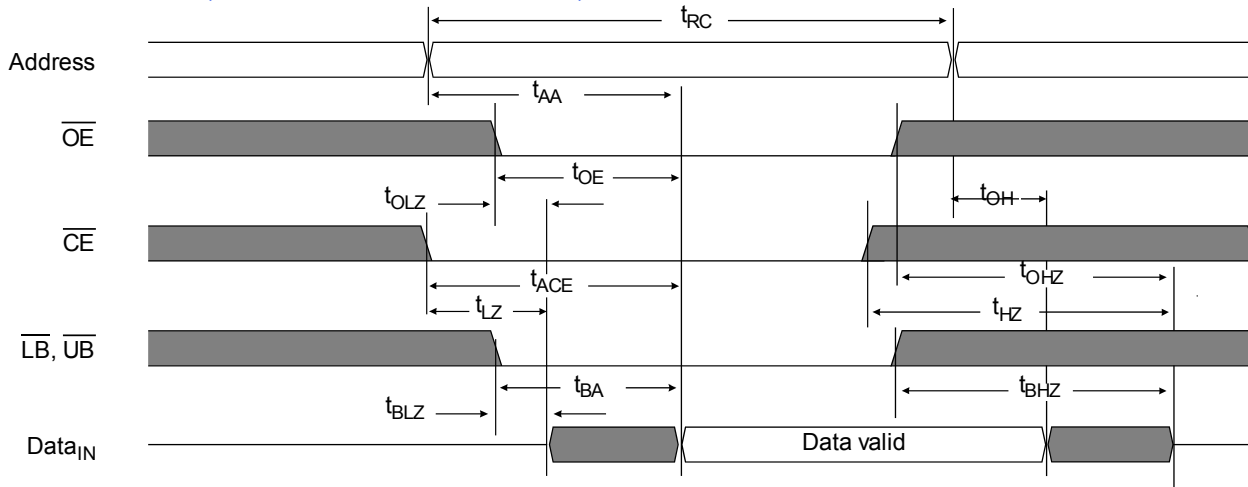 tRC
Address
tAA
OE
tOE
tOLZ
tOH
CE
tOHZ
tACE
tLZ
tHZ
LB, UB
tBA
tBHZ
tBLZ
DataIN
Data valid